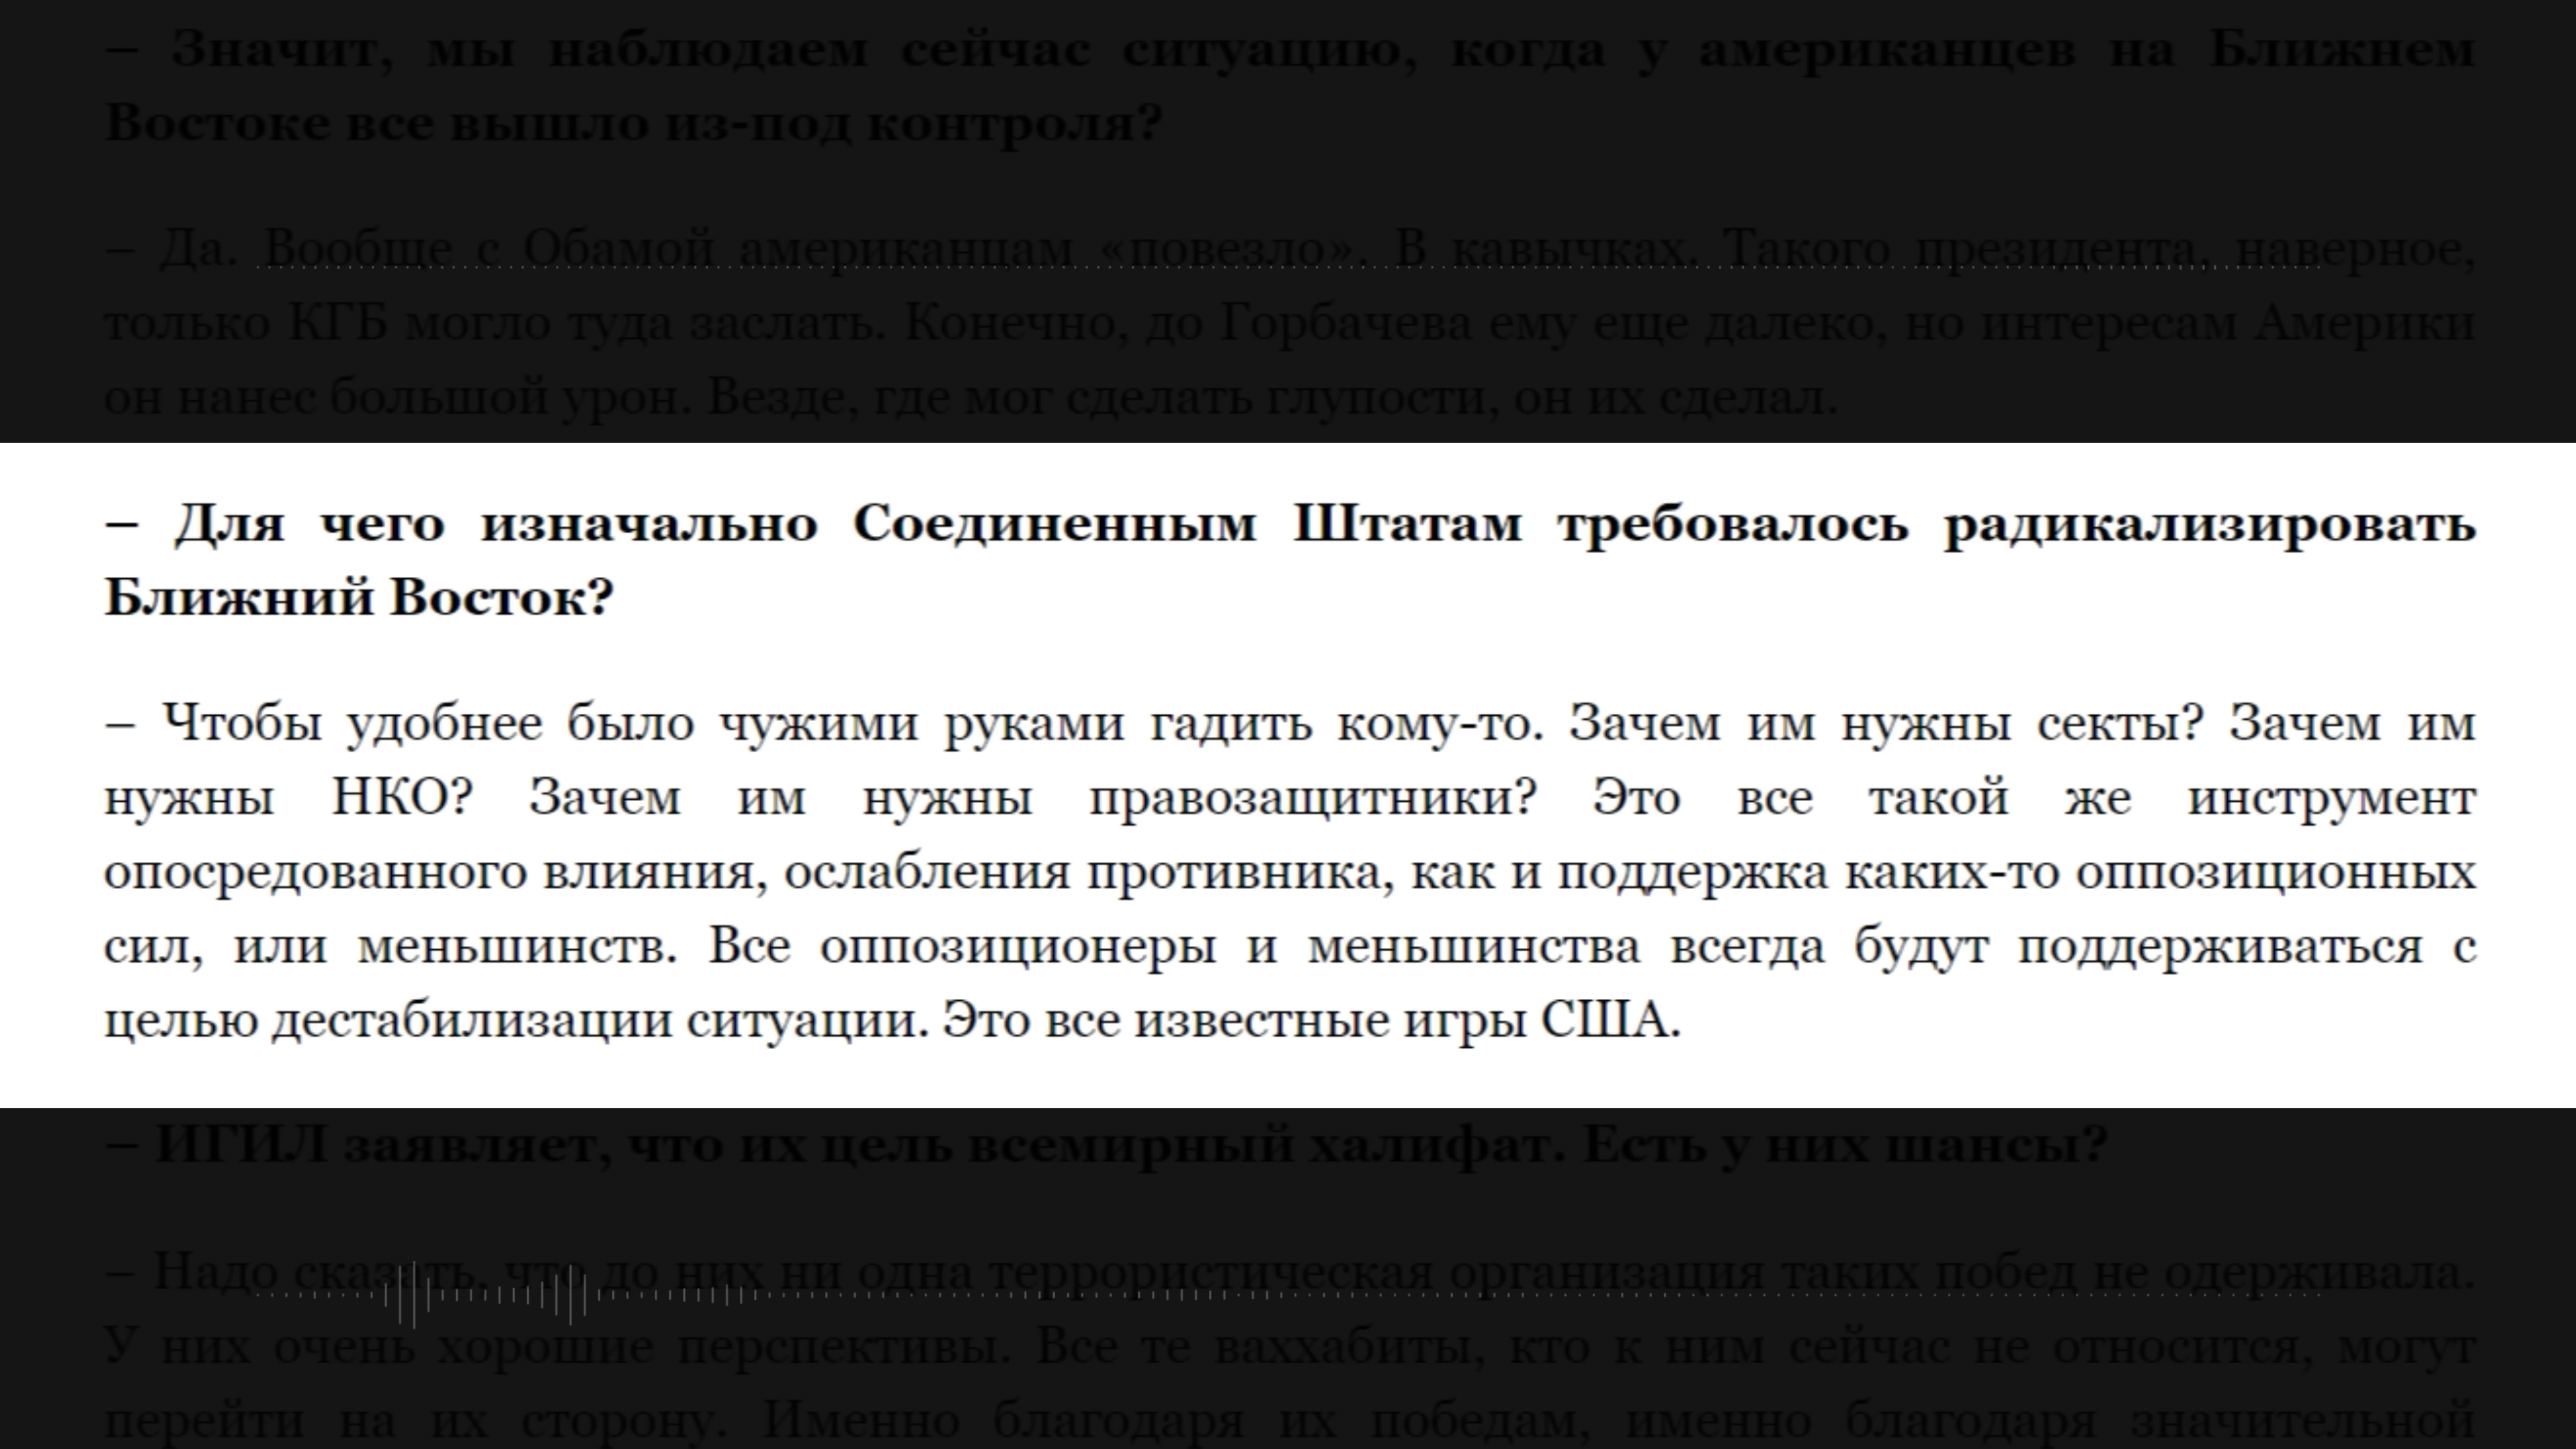 – Значит, мы наблюдаем сейчас ситуацию, когда у американцев на Ближнем
Востоке все вышло из-под контроля?
– Да. Вообще с Обамой американцам «повезло». В кавычках. Такого президента, наверное,
только КГБ могло туда заслать. Конечно, до Горбачева ему еще далеко, но интересам Америки
он нанес большой урон. Везде, где мог сделать глупости, он их сделал.
– Для чего изначально Соединенным Штатам требовалось радикализировать
Ближний Восток?
– Чтобы удобнее было чужими руками гадить кому-то. Зачем им нужны секты? Зачем им
нужны НКО? Зачем им нужны правозащитники? Это все такой же инструмент
опосредованного влияния, ослабления противника, как и поддержка каких-то оппозиционных
сил, или меньшинств. Все оппозиционеры и меньшинства всегда будут поддерживаться с
целью дестабилизации ситуации. Это все известные игры США.
– ИГИЛ заявляет, что их цель всемирный халифат. Есть у них шансы?
– Надо сказать, что до них ни одна террористическая организация таких побед не одерживала.
У них очень хорошие перспективы. Все те ваххабиты, кто к ним сейчас не относится, могут
перейти на их сторону. Именно благодаря их победам, именно благодаря значительной